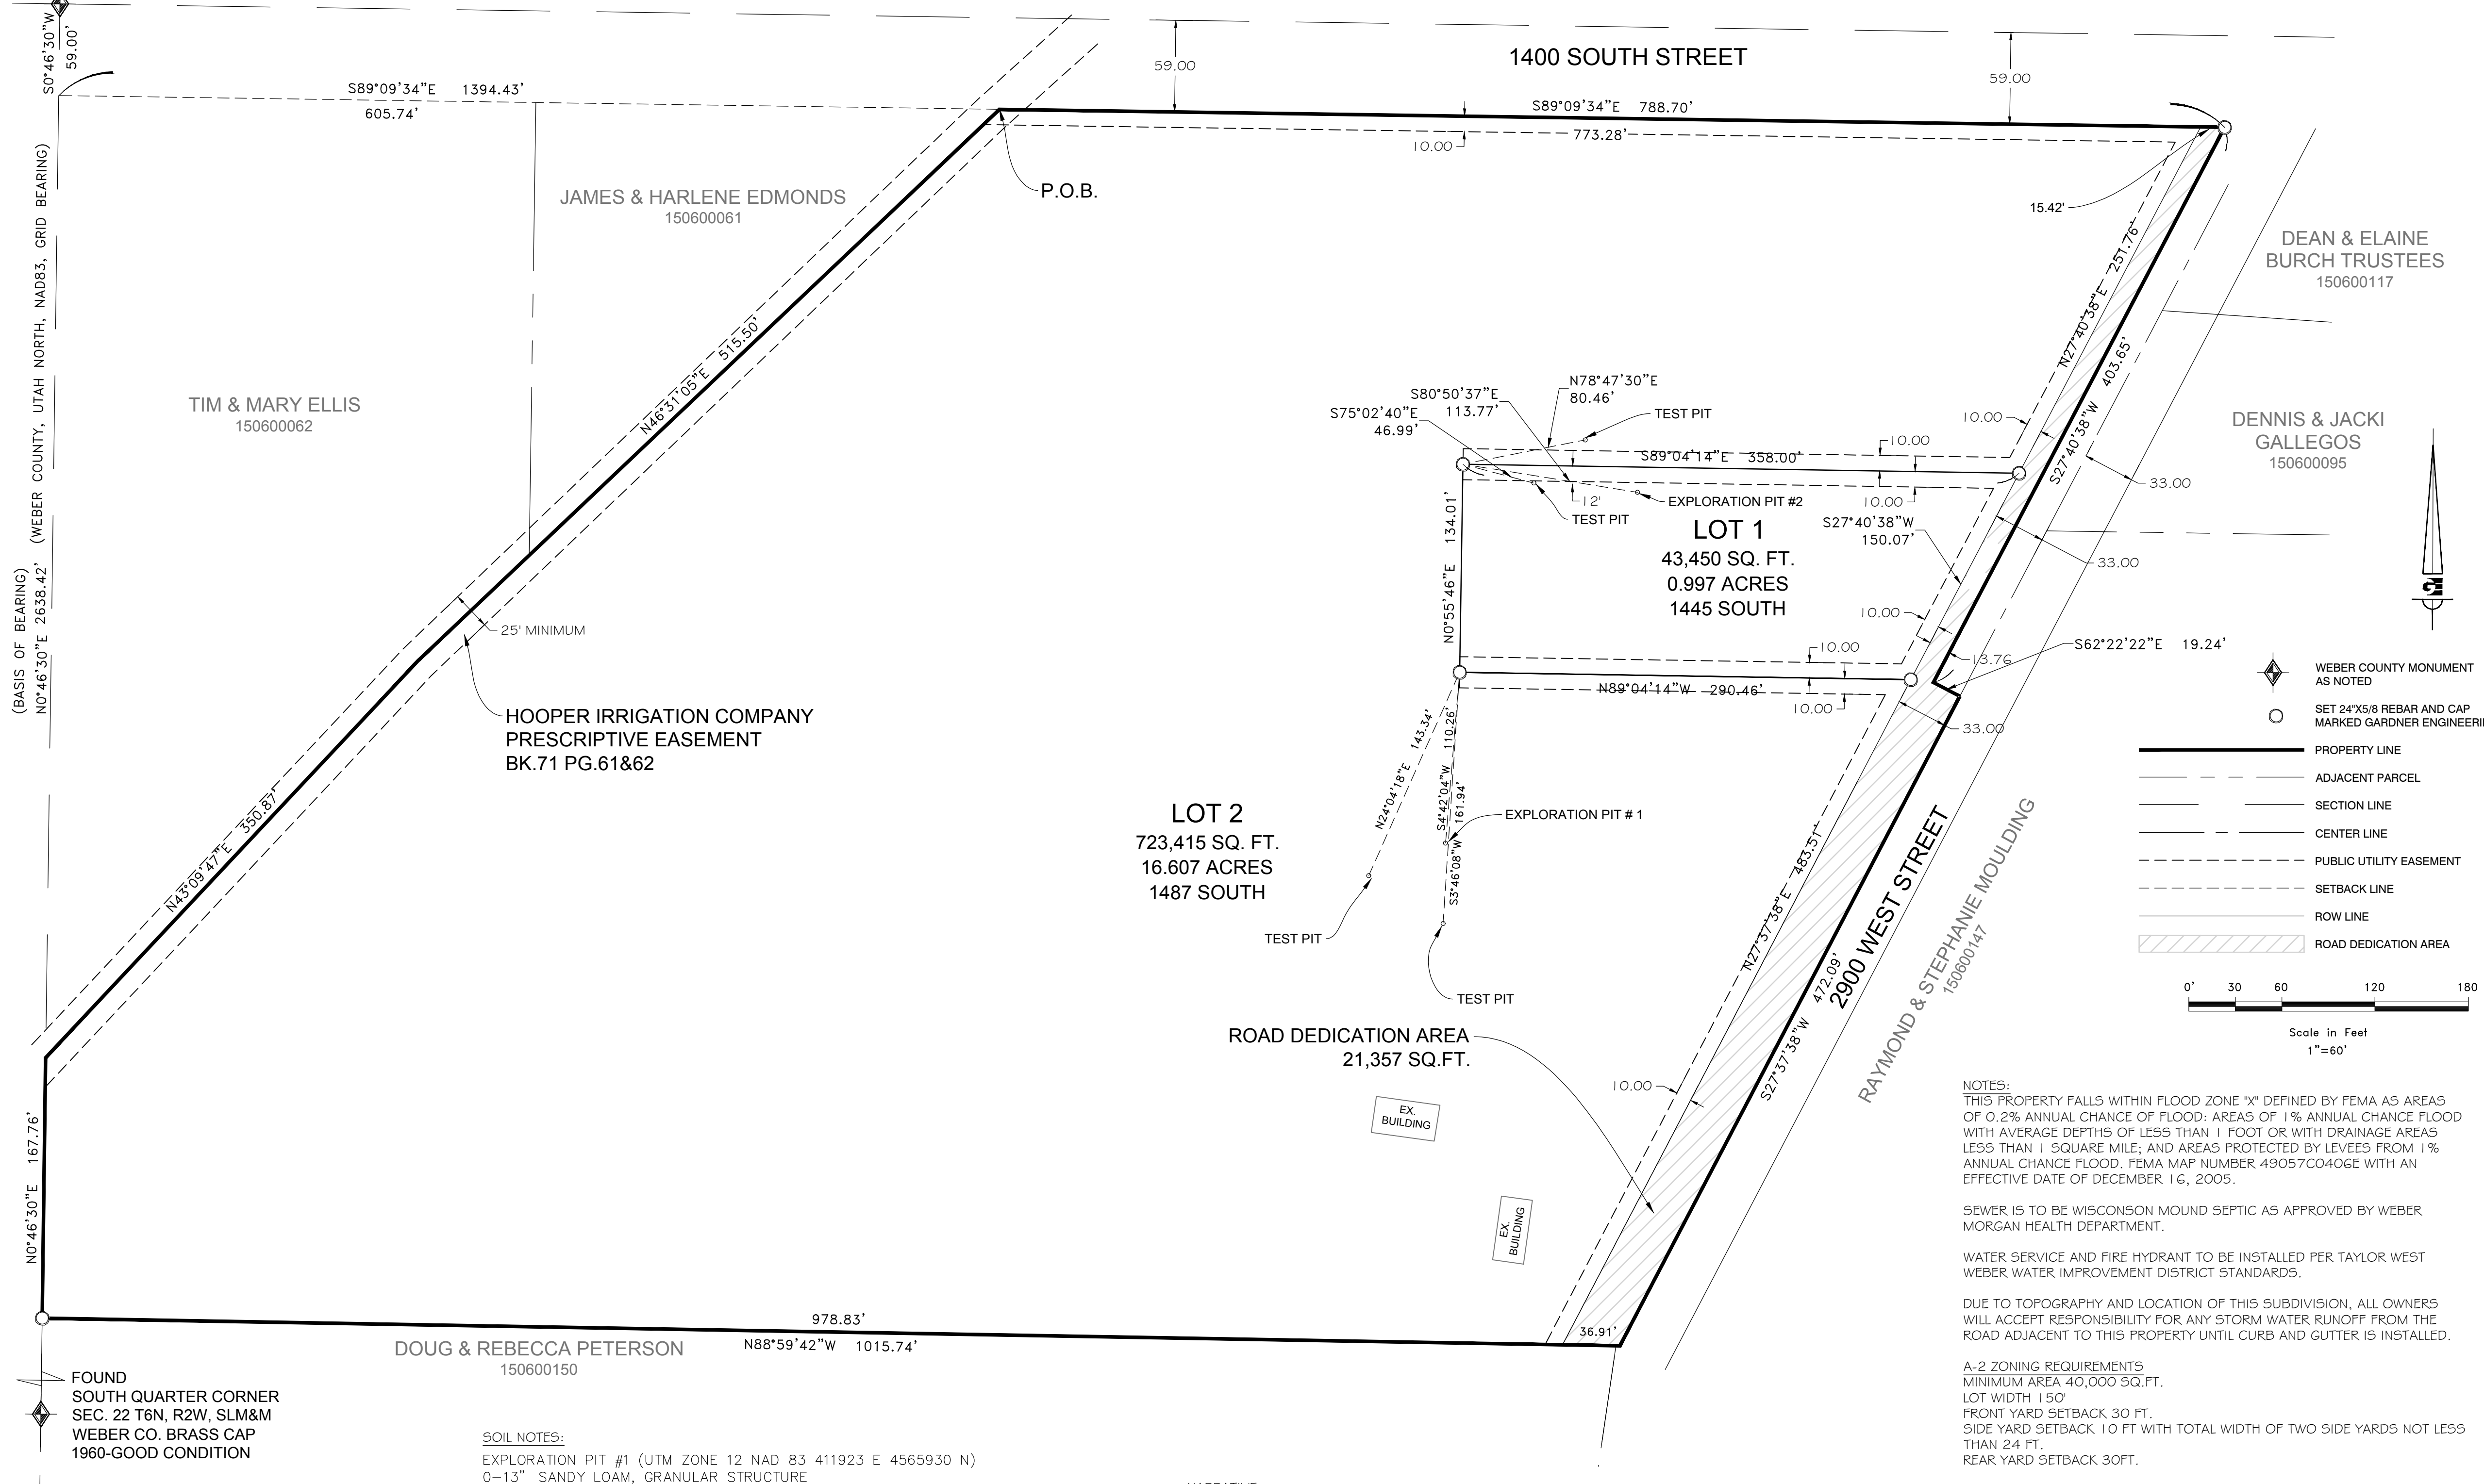 S0°46'30"W
59.00'
1400 SOUTH STREET
59.00
59.00
S89°09'34"E 1394.43'
605.74'
S89°09'34"E 788.70'
773.28'
10.00
P.O.B.
15.42'
JAMES & HARLENE EDMONDS
150600061
TIM & MARY ELLIS
150600062
DEAN & ELAINE
BURCH TRUSTEES
150600117
DENNIS & JACKI
GALLEGOS
150600095
(BASIS OF BEARING)
N0°46'30"E 2638.42' (WEBER COUNTY, UTAH NORTH, NAD83, GRID BEARING)
N46°31'05"E 515.50'
N27°40'38"E 251.76'
S27°40'38"W 403.65'
N78°47'30"E
80.46'
S80°50'37"E
113.77'
S75°02'40"E
46.99'
TEST PIT
10.00
10.00
S89°04'14"E 358.00'
12'
EXPLORATION PIT #2
10.00
TEST PIT
33.00
LOT 1
43,450 SQ. FT.
0.997 ACRES
1445 SOUTH
S27°40'38"W
150.07'
33.00
N0°55'46"E 134.01'
10.00
10.00
13.76
S62°22'22"E 19.24'
N89°04'14"W 290.46'
10.00
33.00
25' MINIMUM
HOOPER IRRIGATION COMPANY
PRESCRIPTIVE EASEMENT
BK.71 PG.61&62
N43°09'47"E 350.87'
N24°04'18"E 143.34'
S4°42'04"W 110.26'
S3°46'08"W 161.94'
EXPLORATION PIT # 1
LOT 2
723,415 SQ. FT.
16.607 ACRES
1487 SOUTH
TEST PIT
TEST PIT
N27°37'38"E 483.51'
S27°37'38"W 472.09'
2900 WEST STREET
RAYMOND & STEPHANIE MOULDING
150600147
ROAD DEDICATION AREA
21,357 SQ.FT.
10.00
EX.
BUILDING
EX.
BUILDING
N0°46'30"E 167.76'
978.83'
36.91'
N88°59'42"W 1015.74'
DOUG & REBECCA PETERSON
150600150
FOUND
SOUTH QUARTER CORNER
SEC. 22 T6N, R2W, SLM&M
WEBER CO. BRASS CAP
1960-GOOD CONDITION
SOIL NOTES:
EXPLORATION PIT #1 (UTM ZONE 12 NAD 83 411923 E 4565930 N)
0-13" SANDY LOAM, GRANULAR STRUCTURE
WEBER COUNTY MONUMENT
AS NOTED
SET 24"X5/8 REBAR AND CAP
MARKED GARDNER ENGINEERI
PROPERTY LINE
ADJACENT PARCEL
SECTION LINE
CENTER LINE
PUBLIC UTILITY EASEMENT
SETBACK LINE
ROW LINE
ROAD DEDICATION AREA
0' 30 60 120 180
Scale in Feet
1"=60'
NOTES:
THIS PROPERTY FALLS WITHIN FLOOD ZONE "X" DEFINED BY FEMA AS AREAS
OF 0.2% ANNUAL CHANCE OF FLOOD: AREAS OF 1% ANNUAL CHANCE FLOOD
WITH AVERAGE DEPTHS OF LESS THAN 1 FOOT OR WITH DRAINAGE AREAS
LESS THAN 1 SQUARE MILE; AND AREAS PROTECTED BY LEVEES FROM 1%
ANNUAL CHANCE FLOOD. FEMA MAP NUMBER 49057C0406E WITH AN
EFFECTIVE DATE OF DECEMBER 16, 2005.
SEWER IS TO BE WISCONSON MOUND SEPTIC AS APPROVED BY WEBER
MORGAN HEALTH DEPARTMENT.
WATER SERVICE AND FIRE HYDRANT TO BE INSTALLED PER TAYLOR WEST
WEBER WATER IMPROVEMENT DISTRICT STANDARDS.
DUE TO TOPOGRAPHY AND LOCATION OF THIS SUBDIVISION, ALL OWNERS
WILL ACCEPT RESPONSIBILITY FOR ANY STORM WATER RUNOFF FROM THE
ROAD ADJACENT TO THIS PROPERTY UNTIL CURB AND GUTTER IS INSTALLED.
A-2 ZONING REQUIREMENTS
MINIMUM AREA 40,000 SQ.FT.
LOT WIDTH 150'
FRONT YARD SETBACK 30 FT.
SIDE YARD SETBACK 10 FT WITH TOTAL WIDTH OF TWO SIDE YARDS NOT LESS
THAN 24 FT.
REAR YARD SETBACK 30FT.